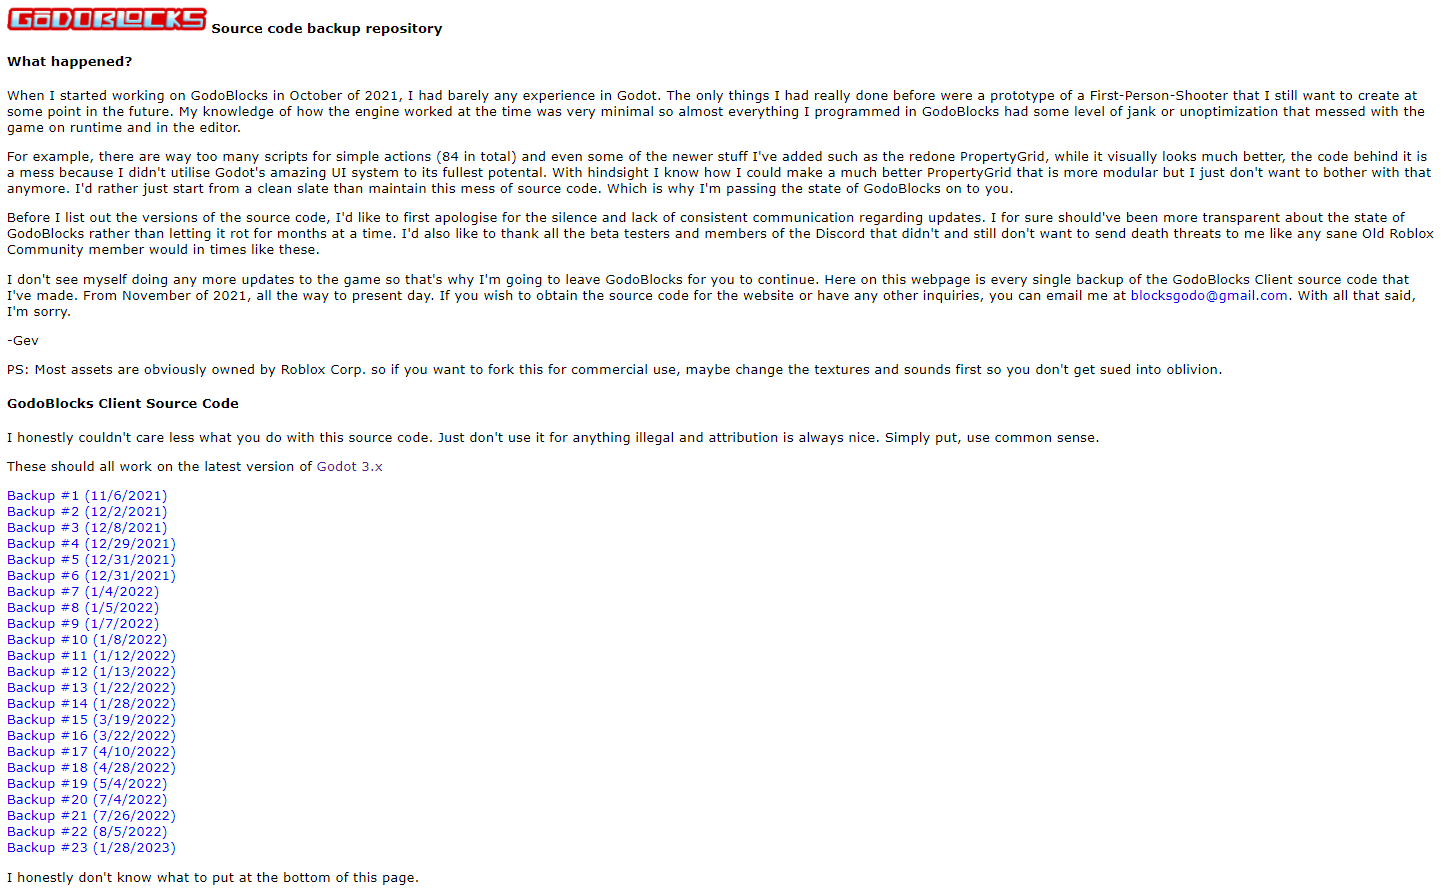 GODOBLOCKS Source code backup repository
What happened?
When I started working on GodoBlocks in October of 2021, I had barely any experience in Godot. The only things I had really done before were a prototype of a First-Person-Shooter that I still want to create at
some point in the future. My knowledge of how the engine worked at the time was very minimal so almost everything I programmed in GodoBlocks had some level of jank or unoptimization that messed with the
game on runtime and in the editor.
For example, there are way too many scripts for simple actions (84 in total) and even some of the newer stuff I've added such as the redone PropertyGrid, while it visually looks much better, the code behind it is
a mess because I didn't utilise Godot's amazing UI system to its fullest potental. With hindsight I know how I could make a much better PropertyGrid that is more modular but I just don't want to bother with that
anymore. I'd rather just start from a clean slate than maintain this mess of source code. Which is why I'm passing the state of GodoBlocks on to you.
Before I list out the versions of the source code, I'd like to first apologise for the silence and lack of consistent communication regarding updates. I for sure should've been more transparent about the state of
GodoBlocks rather than letting it rot for months at a time. I'd also like to thank all the beta testers and members of the Discord that didn't and still don't want to send death threats to me like any sane Old Roblox
Community member would in times like these.
I don't see myself doing any more updates to the game so that's why I'm going to leave GodoBlocks for you to continue. Here on this webpage is every single backup of the GodoBlocks Client source code that
I've made. From November of 2021, all the way to present day. If you wish to obtain the source code for the website or have any other inquiries, you can email me at blocksgodo@gmail.com. With all that said,
I'm sorry.
-Gev
PS: Most assets are obviously owned by Roblox Corp. so if you want to fork this for commercial use, maybe change the textures and sounds first so you don't get sued into oblivion.
GodoBlocks Client Source Code
I honestly couldn't care less what you do with this source code. Just don't use it for anything illegal and attribution is always nice. Simply put, use common sense.
These should all work on the latest version of Godot 3.x
Backup #1 (11/6/2021)
Backup #2 (12/2/2021)
Backup #3 (12/8/2021)
Backup #4 (12/29/2021)
Backup #5 (12/31/2021)
Backup #6 (12/31/2021)
Backup #7 (1/4/2022)
Backup #8 (1/5/2022)
Backup #9 (1/7/2022)
Backup #10 (1/8/2022)
Backup #11 (1/12/2022)
Backup #12 (1/13/2022)
Backup #13 (1/22/2022)
Backup #14 (1/28/2022)
Backup #15 (3/19/2022)
Backup #16 (3/22/2022)
Backup #17 (4/10/2022)
Backup #18 (4/28/2022)
Backup #19 (5/4/2022)
Backup #20 (7/4/2022)
Backup #21 (7/26/2022)
Backup #22 (8/5/2022)
Backup #23 (1/28/2023)
I honestly don't know what to put at the bottom of this page.